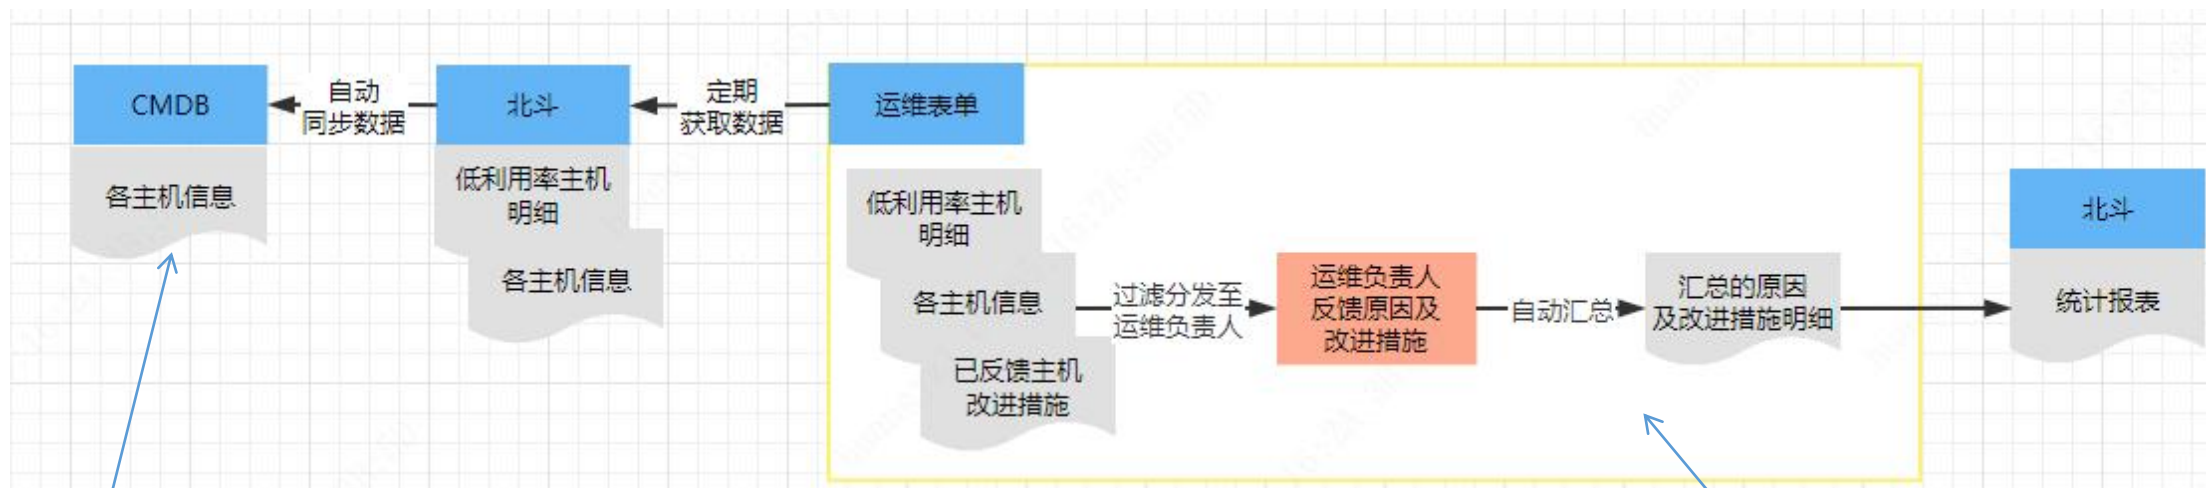 CMDB
各主机信息
自动
同步数据
北斗
低利用率主机
明细
各主机信息
定期
获取数据
运维表单
低利用率主机
明细
各主机信息
已反馈主机
改进措施
过滤分发至
运维负责人
运维负责人
反馈原因及
改进措施
自动汇总
汇总的原因
及改进措施明细
北斗
统计报表